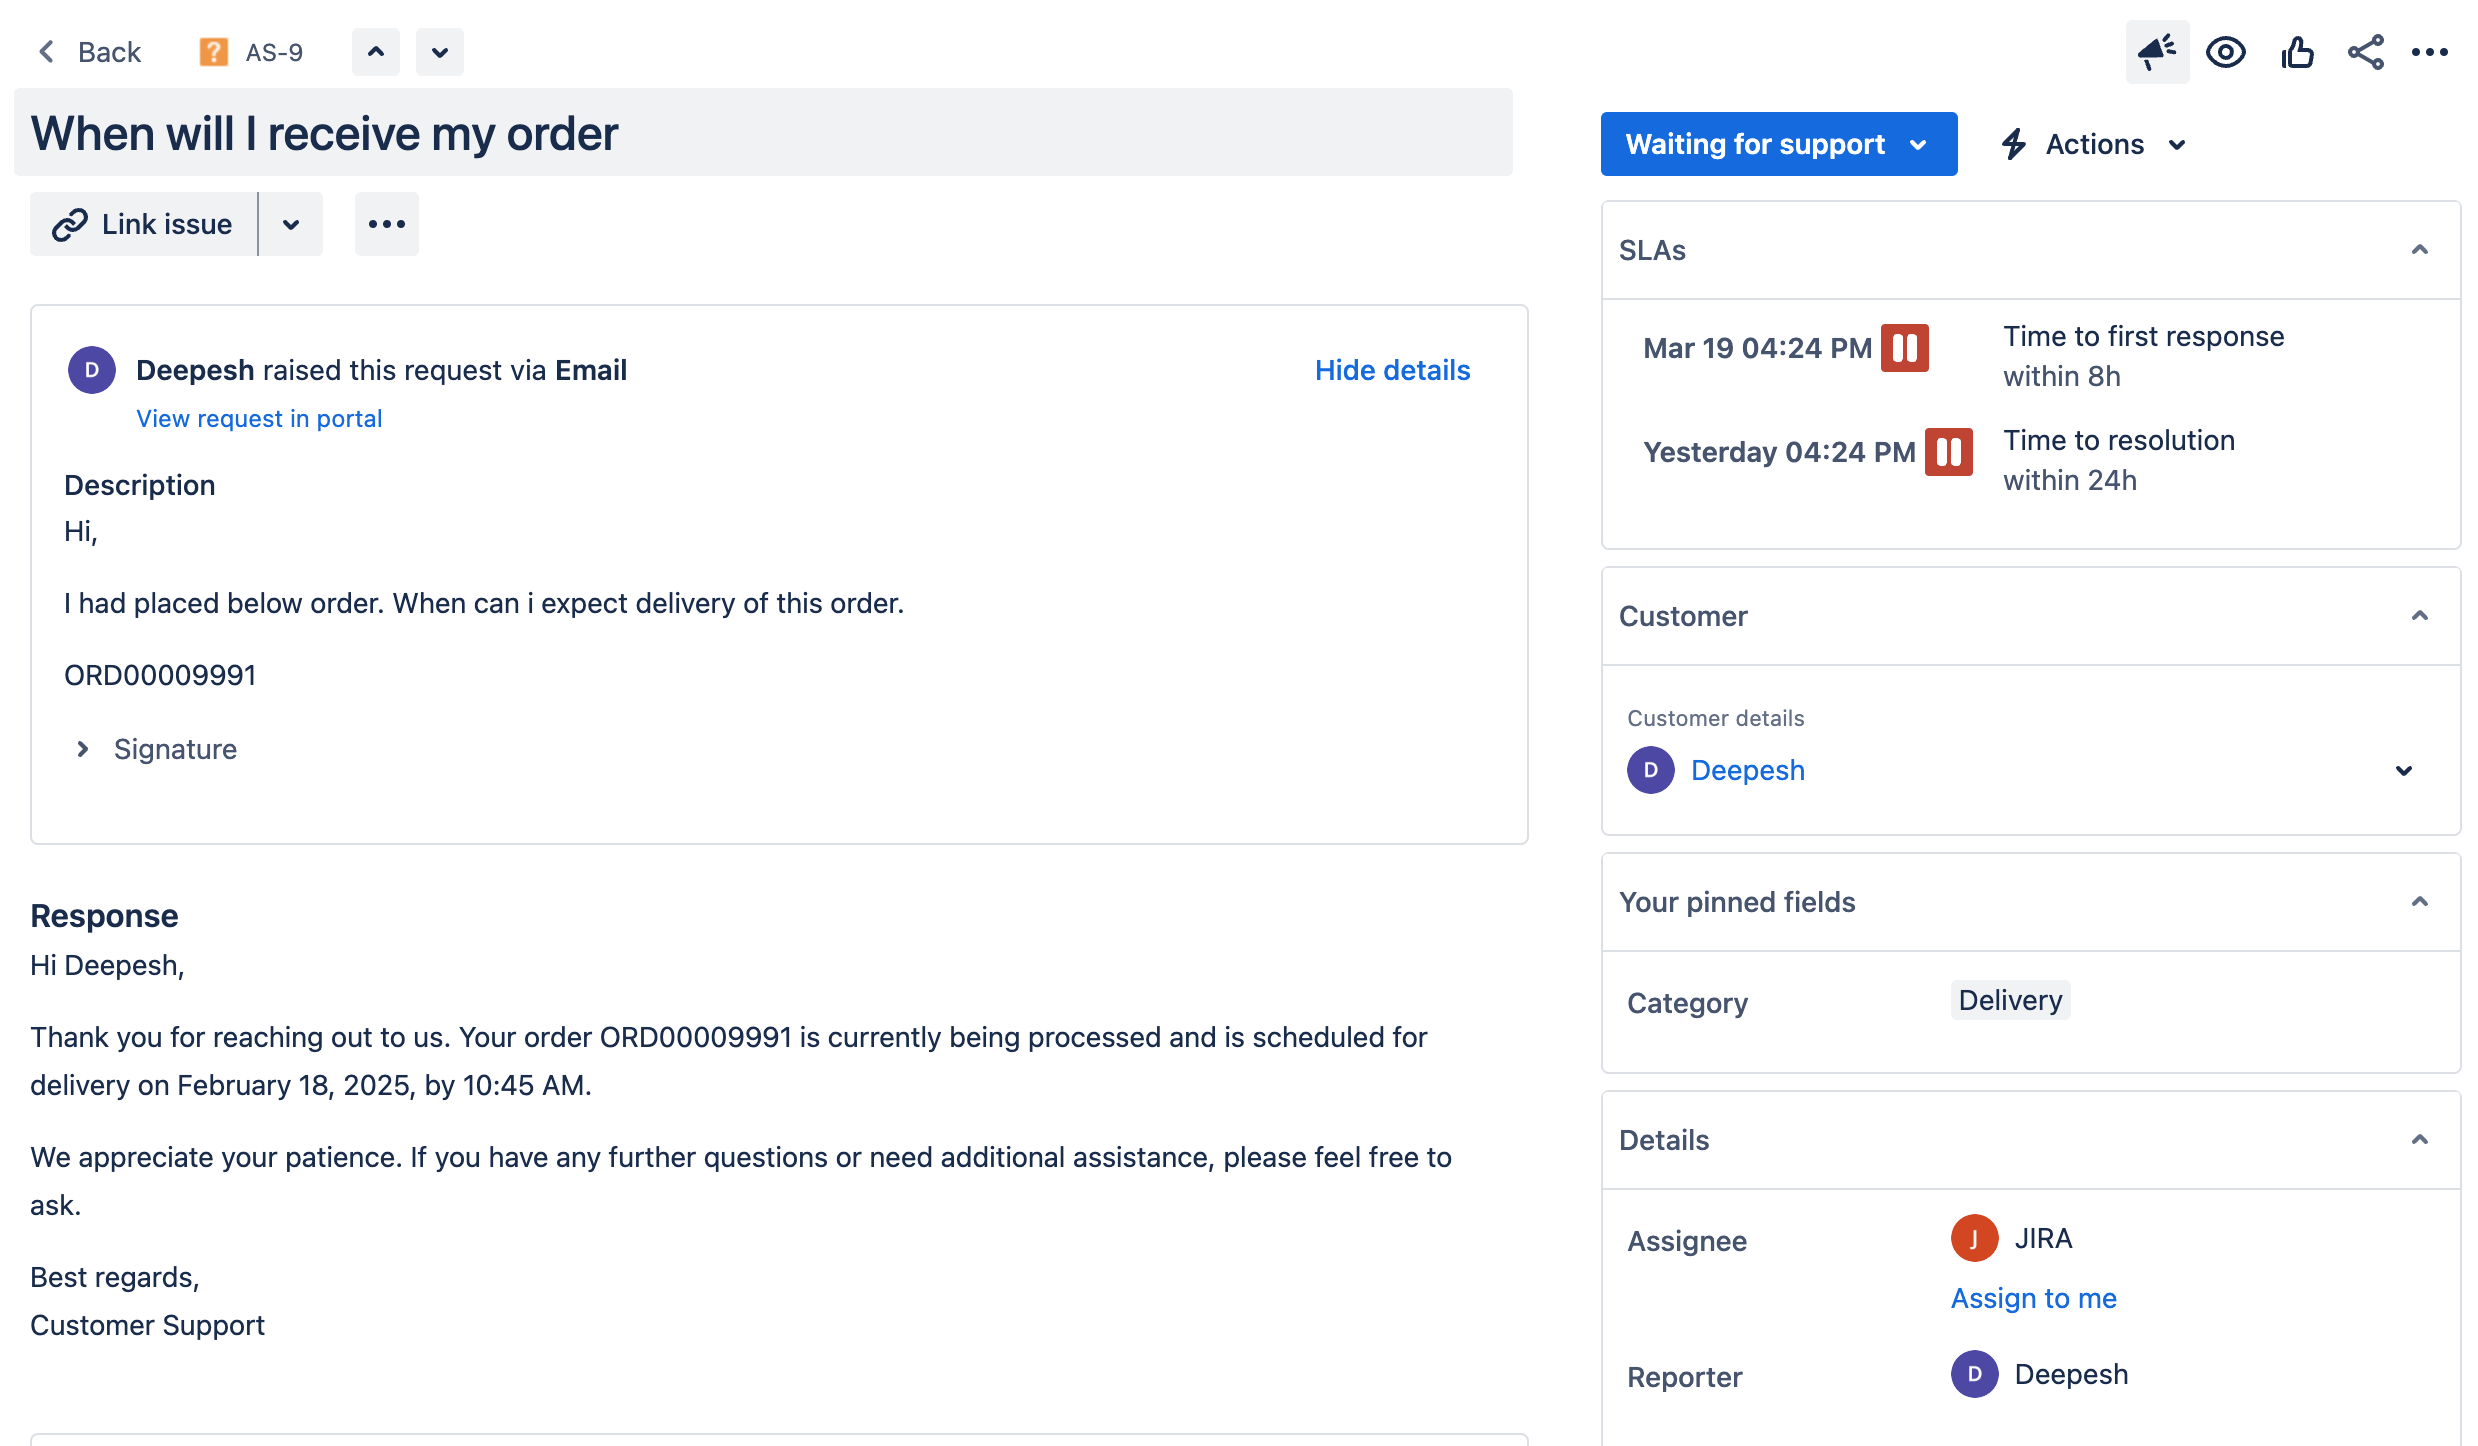 Back
? AS-9
When will I receive my order
Link issue
D
Deepesh raised this request via Email
Hide details
View request in portal
Description
Hi,
I had placed below order. When can i expect delivery of this order.
ORD00009991
Signature
Response
Hi Deepesh,
Thank you for reaching out to us. Your order ORD00009991 is currently being processed and is scheduled for
delivery on February 18, 2025, by 10:45 AM.
We appreciate your patience. If you have any further questions or need additional assistance, please feel free to
ask.
Best regards,
Customer Support
Waiting for support
Actions
SLAs
Mar 19 04:24 PM
Time to first response
within 8h
Yesterday 04:24 PM
Time to resolution
within 24h
Customer
Customer details
D Deepesh
Your pinned fields
Category
Delivery
Details
Assignee
J JIRA
Assign to me
Reporter
D Deepesh